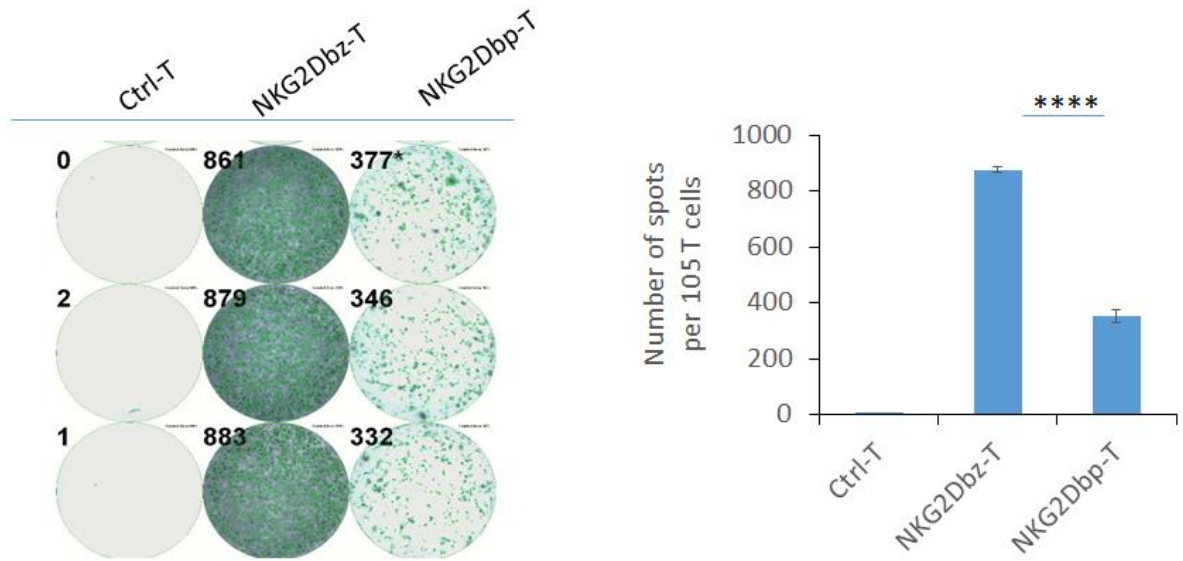 Ctrl-T NKG2Dbz-T NKG2Dbp-T
0 861 377*
2 879 346
1 883 332
****
Number of spots
per 105 T cells
1000
800
600
400
200
0
Ctrl-T NKG2Dbz-T NKG2Dbp-T